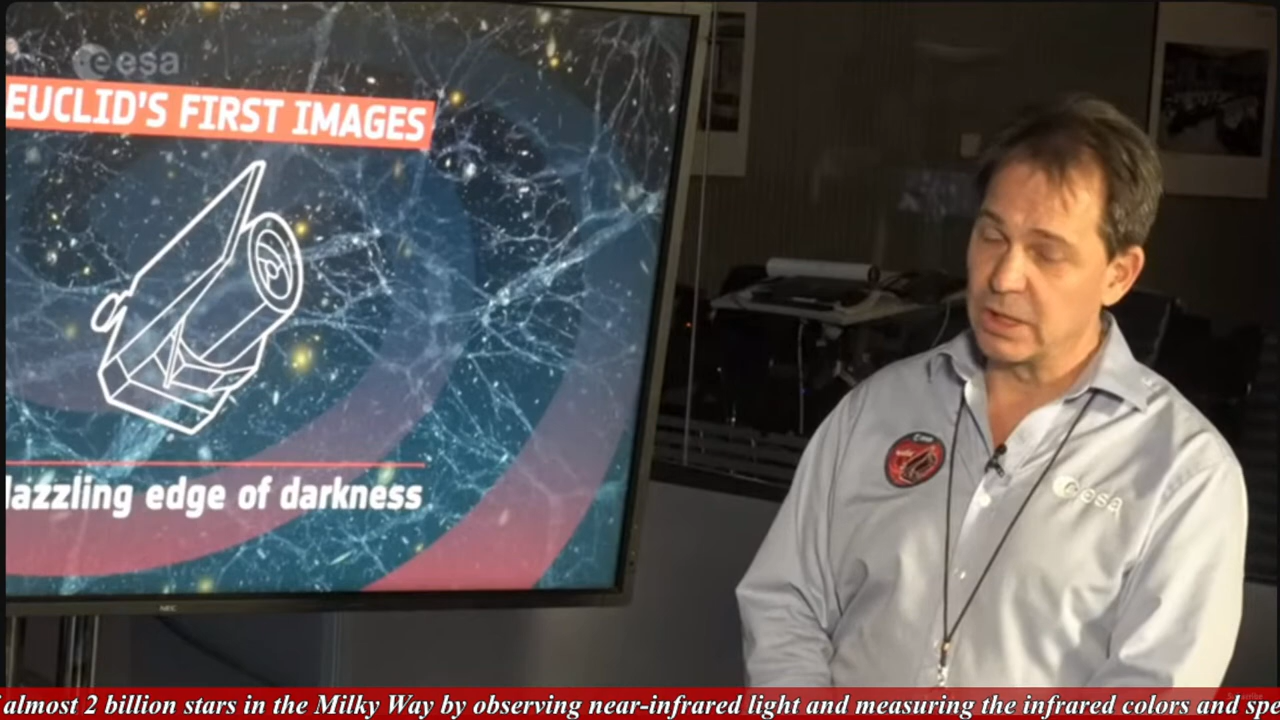 esa
EUCLID'S FIRST IMAGES
lazzling edge of darkness
esa
NEC
almost 2 billion stars in the Milky Way by observing near-infrared light and measuring the infrared colors and spe